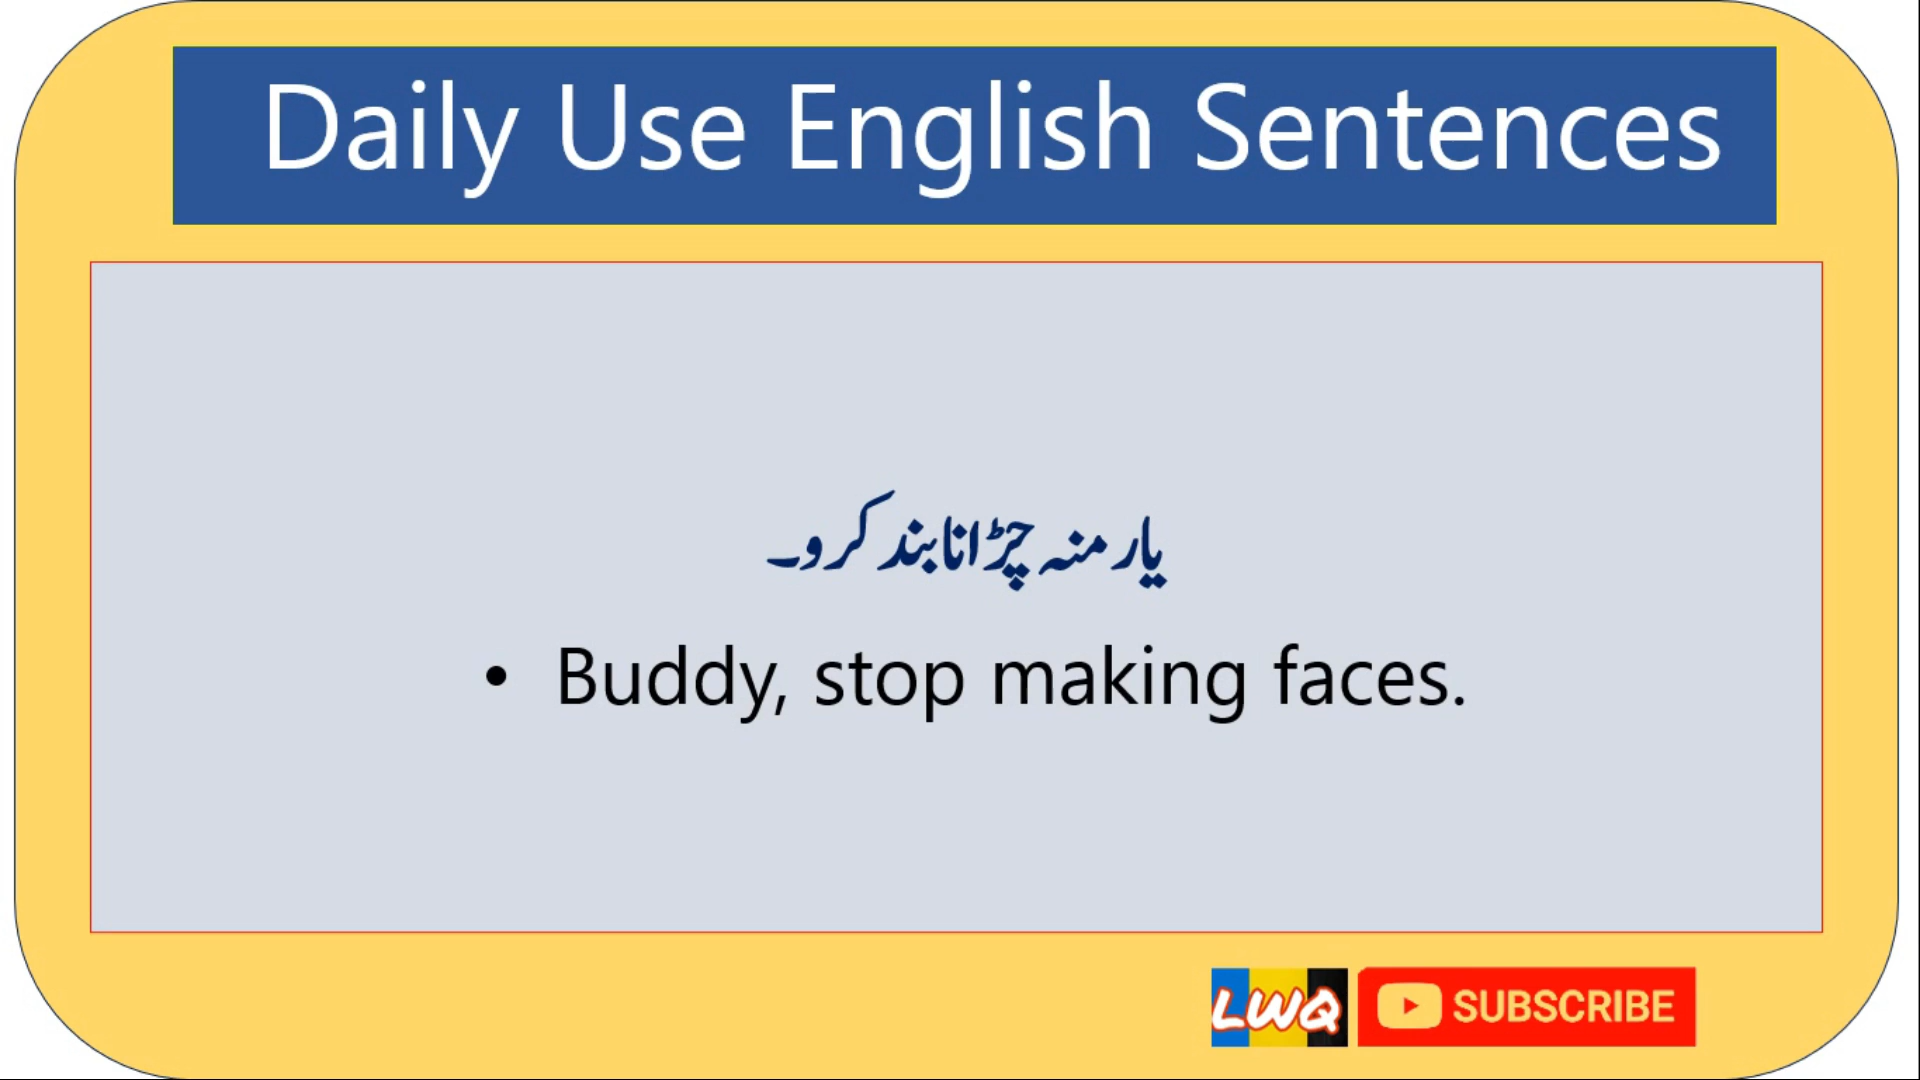 Daily Use English Sentences
یار منہ چڑانا بند کرو۔
• Buddy, stop making faces.
LWQ
SUBSCRIBE